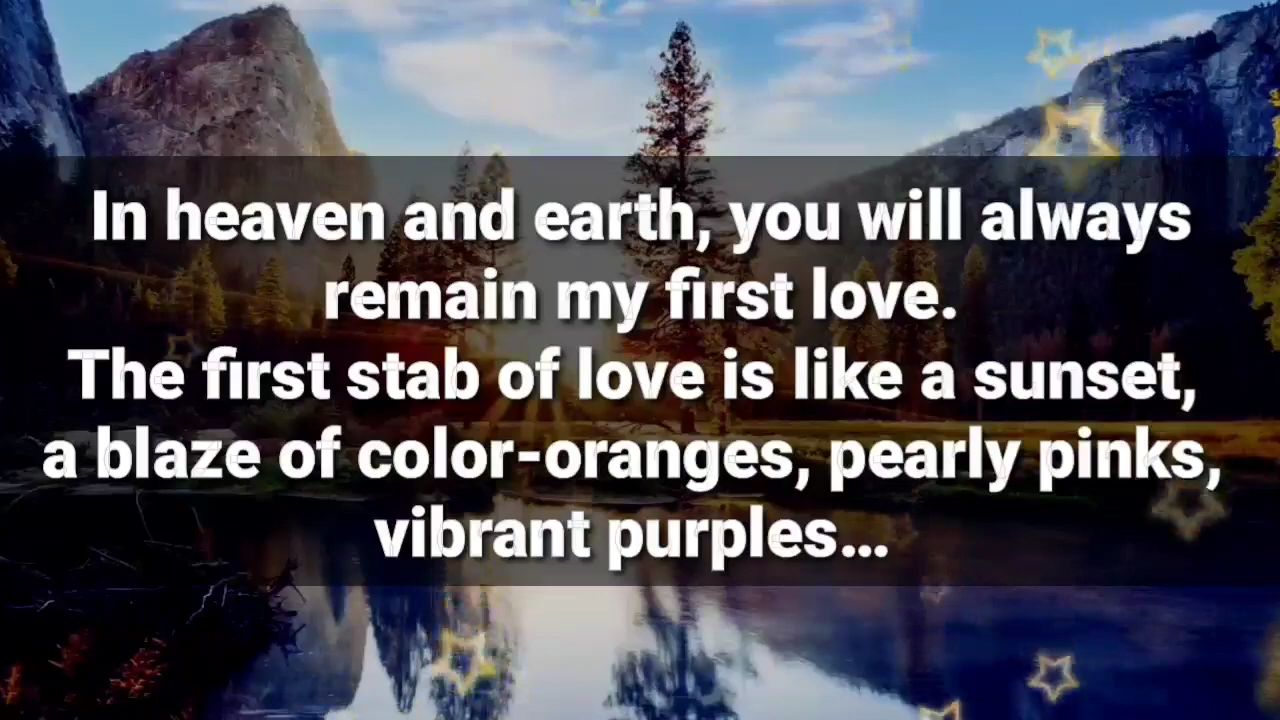 In heaven and earth, you will always
remain my first love.
The first stab of love is like a sunset,
a blaze of color-oranges, pearly pinks,
vibrant purples...